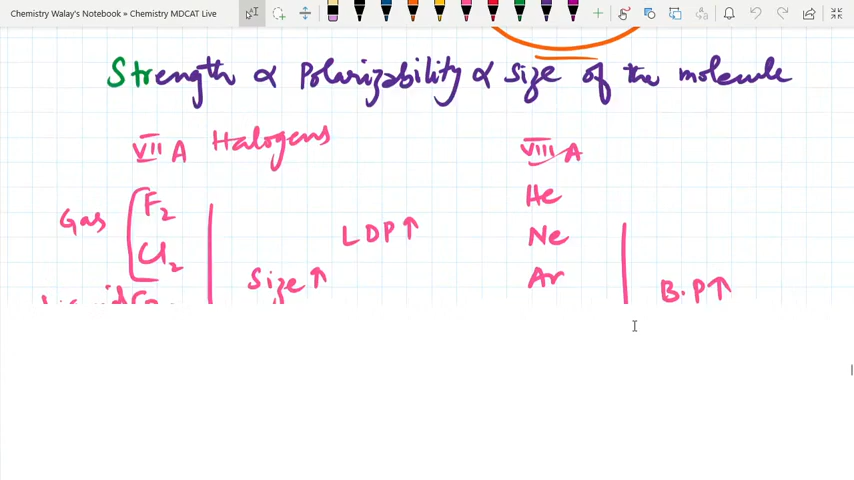 Chemistry Walay's Notebook » Chemistry MDCAT Live
Strength ∝ Polarizability ∝ size of the molecule
VII A Halogens
VIII A
Gas
F2
Cl2
Size ↑
LDP ↑
He
Ne
Ar
B.P ↑